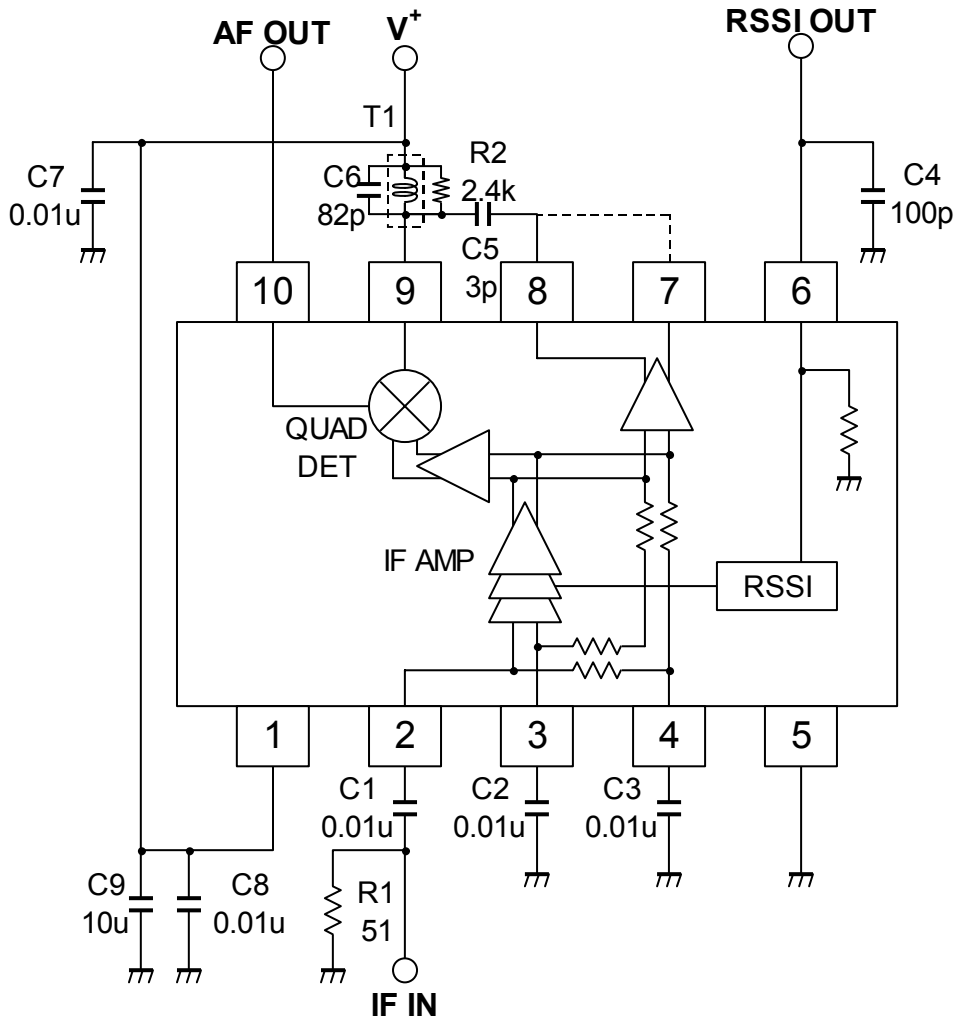 AF OUT
V+
RSSI OUT
T1
C7
0.01u
C6
82p
R2
2.4k
C5
3p
C4
100p
10
9
8
7
6
QUAD
DET
IF AMP
RSSI
1
2
3
4
5
C1
0.01u
C2
0.01u
C3
0.01u
C9
10u
C8
0.01u
R1
51
IF IN